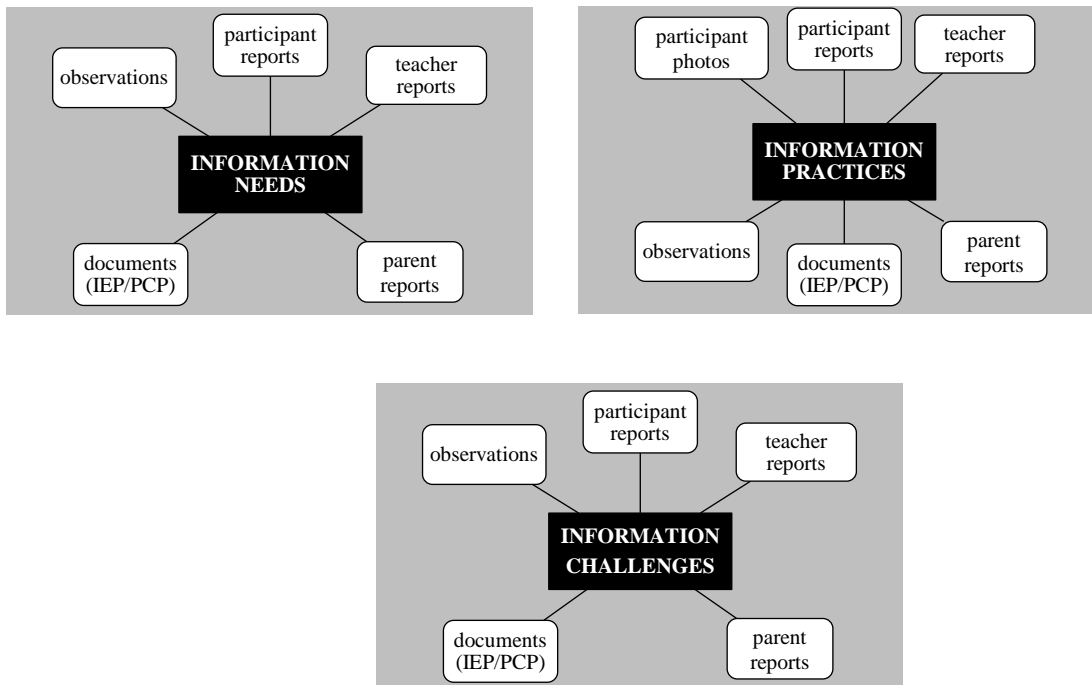 participant
reports
observations
teacher
reports
INFORMATION
NEEDS
documents
(IEP/PCP)
parent
reports
participant
photos
participant
reports
teacher
reports
INFORMATION
PRACTICES
observations
documents
(IEP/PCP)
parent
reports
participant
reports
observations
teacher
reports
INFORMATION
CHALLENGES
documents
(IEP/PCP)
parent
reports